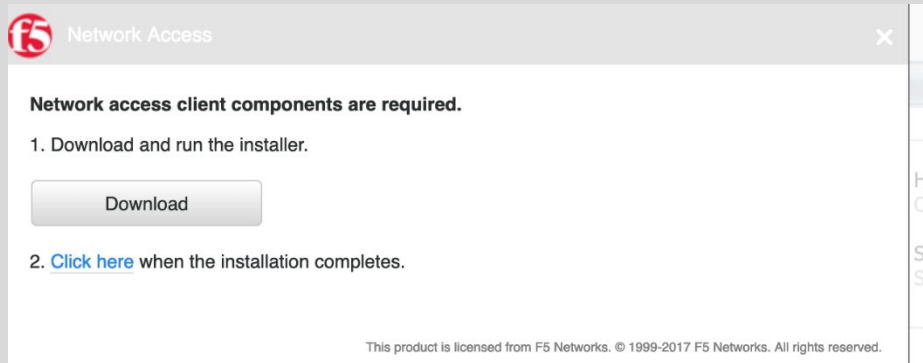 f5 Network Access
Network access client components are required.
1. Download and run the installer.
Download
2. Click here when the installation completes.
This product is licensed from F5 Networks. © 1999-2017 F5 Networks. All rights reserved.